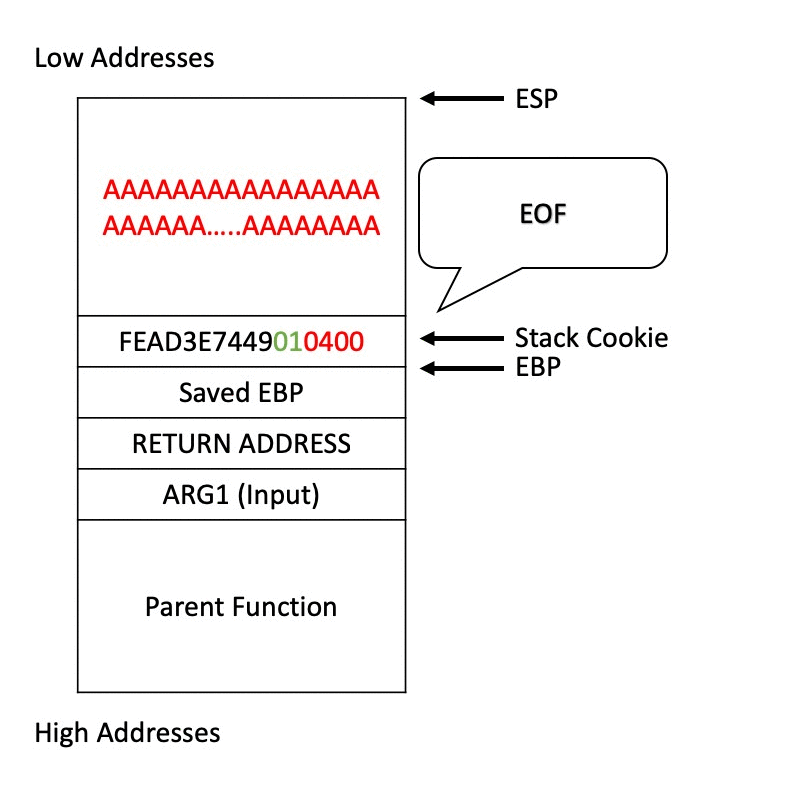 Low Addresses
ESP
AAAAAAAAAAAAAAAA
AAAAAA.....AAAAAAAA
EOF
FEAD3E7449010400
Stack Cookie
EBP
Saved EBP
RETURN ADDRESS
ARG1 (Input)
Parent Function
High Addresses